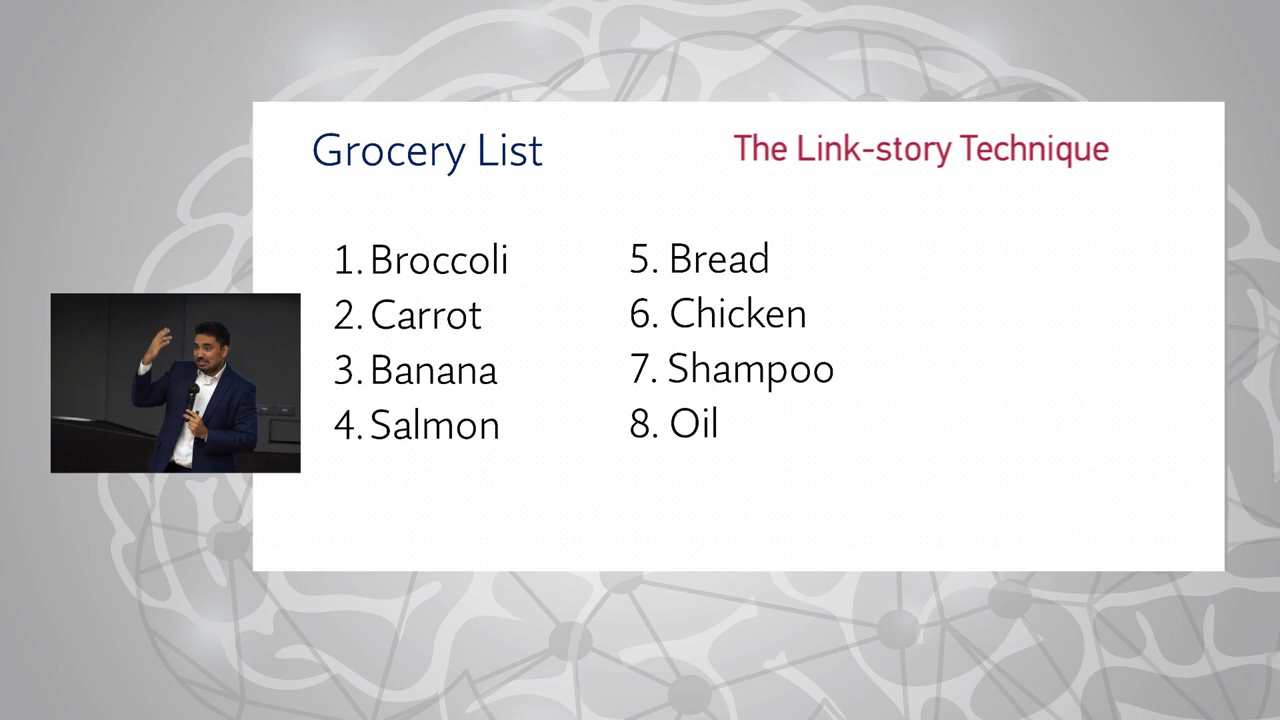 Grocery List
The Link-story Technique
1. Broccoli
2. Carrot
3. Banana
4. Salmon
5. Bread
6. Chicken
7. Shampoo
8. Oil